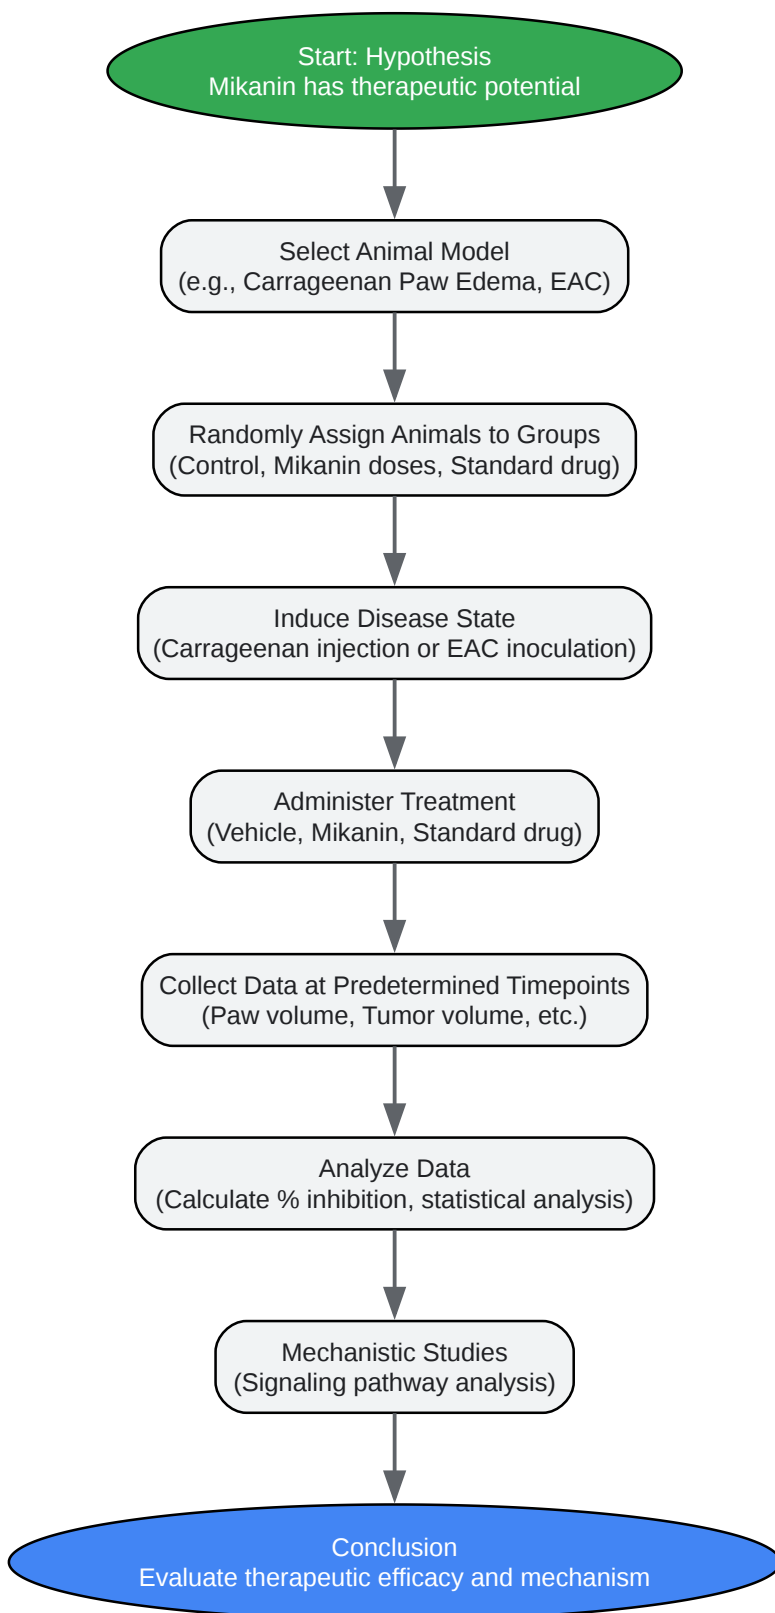 Start: Hypothesis
Mikanin has therapeutic potential
Select Animal Model
(e.g., Carrageenan Paw Edema, EAC)
Randomly Assign Animals to Groups
(Control, Mikanin doses, Standard drug)
Induce Disease State
(Carrageenan injection or EAC inoculation)
Administer Treatment
(Vehicle, Mikanin, Standard drug)
Collect Data at Predetermined Timepoints
(Paw volume, Tumor volume, etc.)
Analyze Data
(Calculate % inhibition, statistical analysis)
Mechanistic Studies
(Signaling pathway analysis)
Conclusion
Evaluate therapeutic efficacy and mechanism